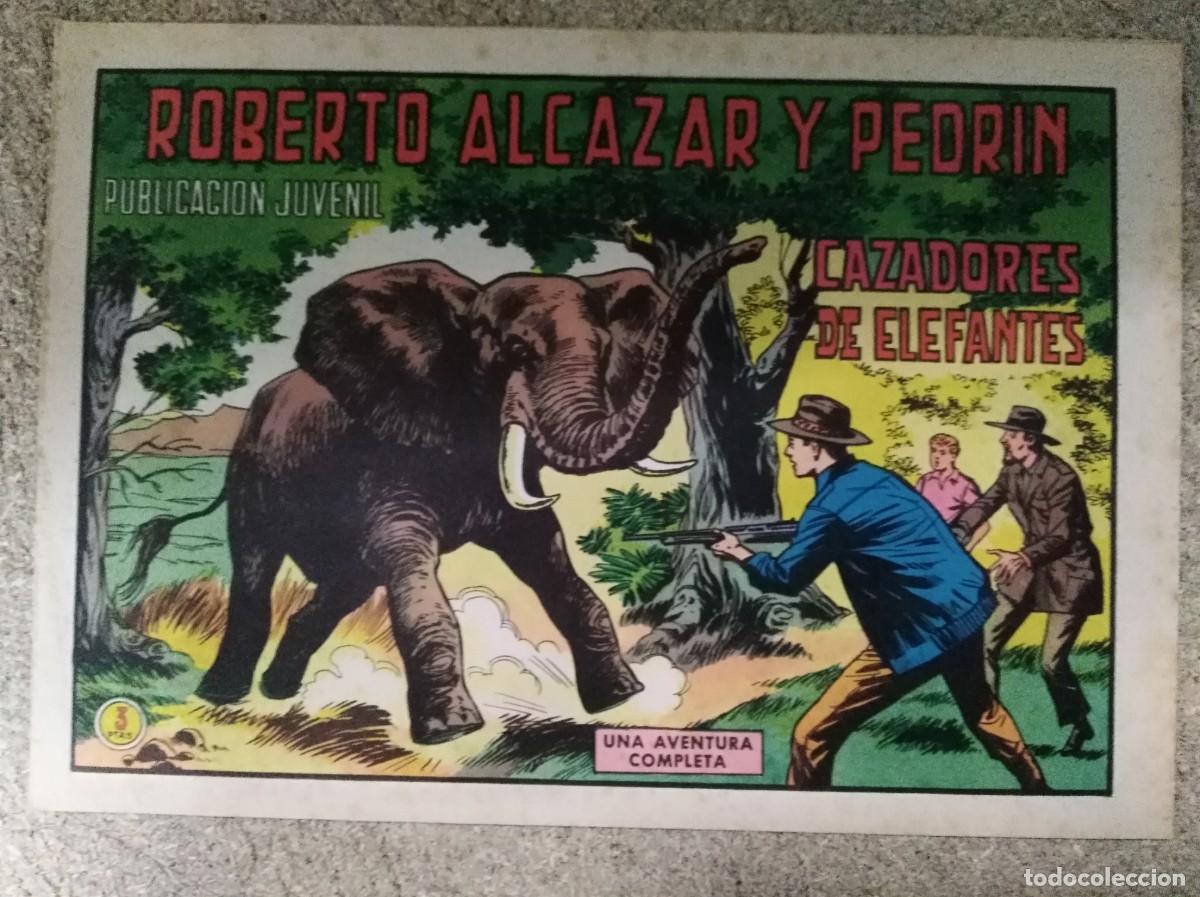 ROBERTO ALCAZAR Y PEDRIN
PUBLICACION JUVENIL
CAZADORES
DE ELEFANTES
3
PTAS
UNA AVENTURA
COMPLETA
todocoleccion